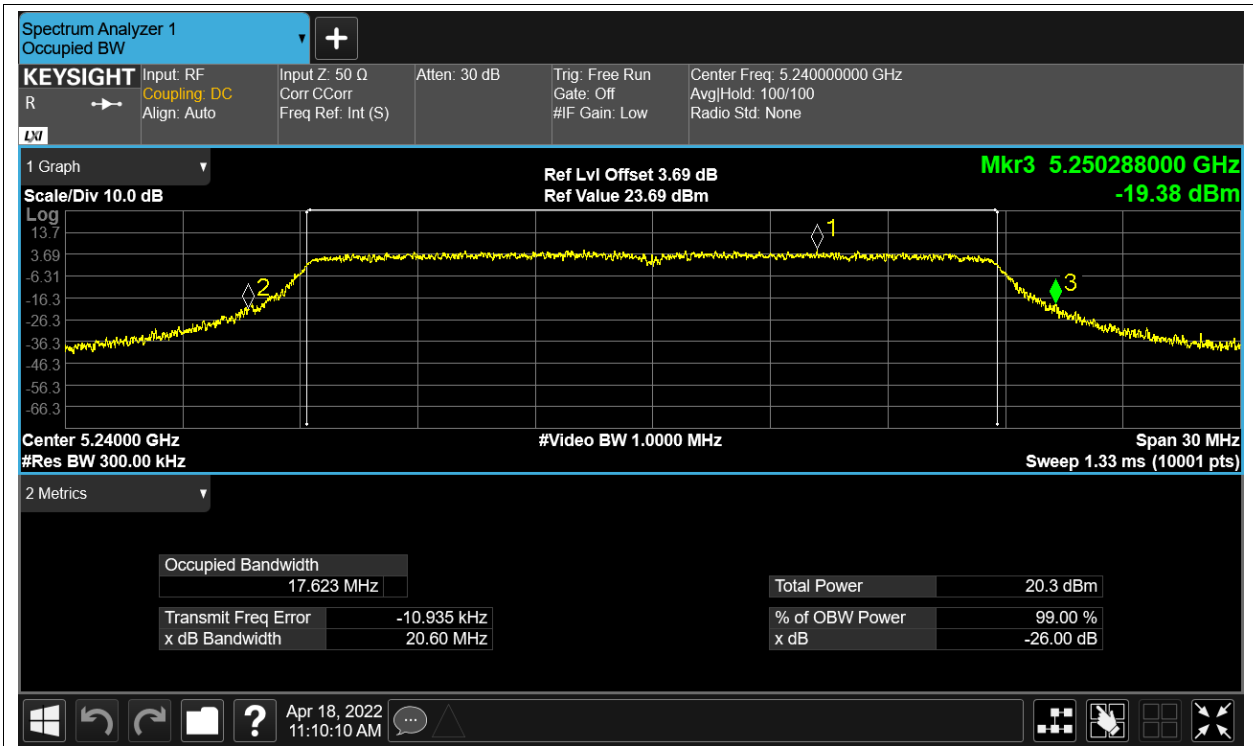 Spectrum Analyzer 1
Occupied BW
+
KEYSIGHT
R
LXI
Input: RF
Coupling: DC
Align: Auto
Input Z: 50 Ω
Corr CCorr
Freq Ref: Int (S)
Atten: 30 dB
Trig: Free Run
Gate: Off
#IF Gain: Low
Center Freq: 5.240000000 GHz
Avg|Hold: 100/100
Radio Std: None
1 Graph
Scale/Div 10.0 dB
Ref Lvl Offset 3.69 dB
Ref Value 23.69 dBm
Mkr3 5.250288000 GHz
-19.38 dBm
Log
13.7
3.69
-6.31
-16.3
-26.3
-36.3
-46.3
-56.3
-66.3
1
2
3
Center 5.24000 GHz
#Res BW 300.00 kHz
#Video BW 1.0000 MHz
Span 30 MHz
Sweep 1.33 ms (10001 pts)
2 Metrics
Occupied Bandwidth
17.623 MHz
Transmit Freq Error -10.935 kHz
x dB Bandwidth 20.60 MHz
Total Power 20.3 dBm
% of OBW Power 99.00 %
x dB -26.00 dB
?
Apr 18, 2022
11:10:10 AM